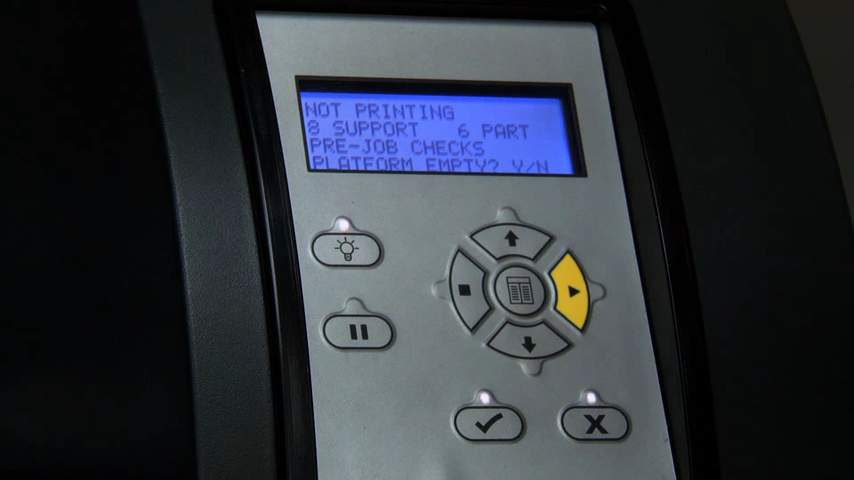 NOT PRINTING
8 SUPPORT 6 PART
PRE-JOB CHECKS
PLATFORM EMPTY? Y/N